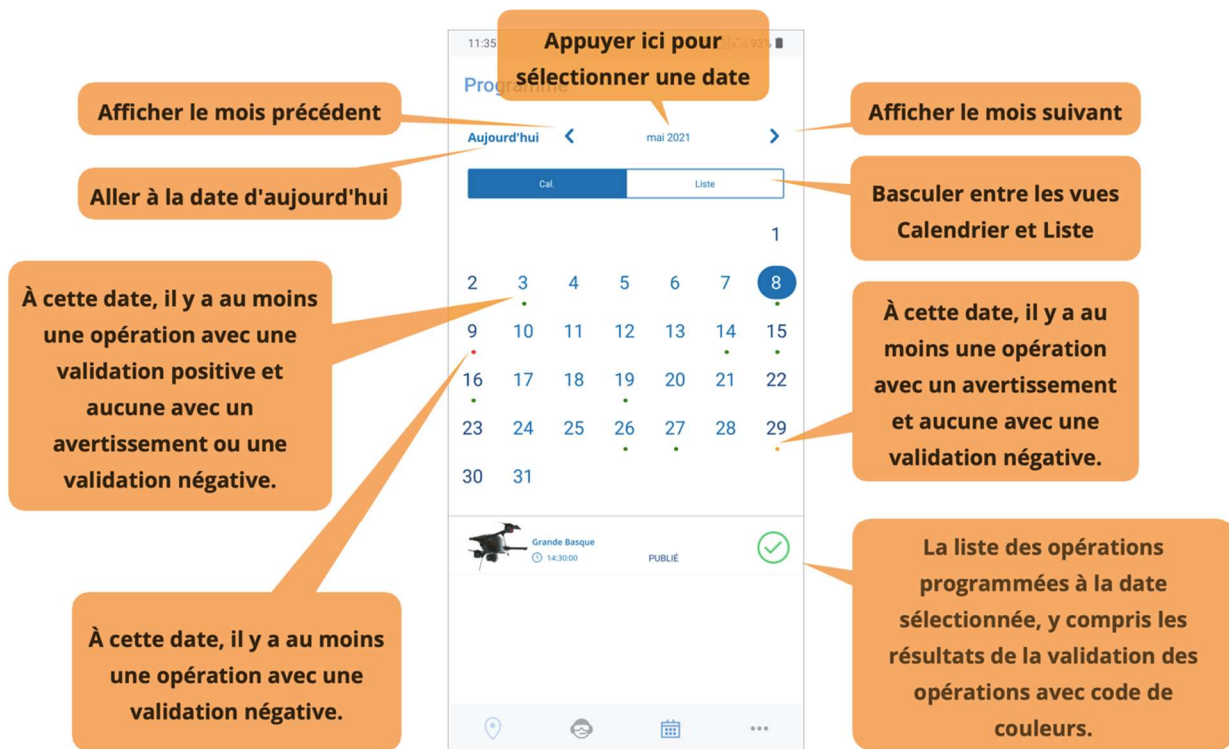 11:35
93%
Appuyer ici pour
sélectionner une date
Programme
Afficher le mois précédent
Afficher le mois suivant
Aujourd'hui
mai 2021
Aller à la date d'aujourd'hui
Cal.
Liste
Basculer entre les vues
Calendrier et Liste
1
2 3 4 5 6 7 8
9 10 11 12 13 14 15
16 17 18 19 20 21 22
23 24 25 26 27 28 29
30 31
À cette date, il y a au moins
une opération avec une
validation positive et
aucune avec un
avertissement ou une
validation négative.
À cette date, il y a au
moins une opération
avec un avertissement
et aucune avec une
validation négative.
Grande Basque
14:30:00
PUBLIÉ
À cette date, il y a au moins
une opération avec une
validation négative.
La liste des opérations
programmées à la date
sélectionnée, y compris les
résultats de la validation des
opérations avec code de
couleurs.